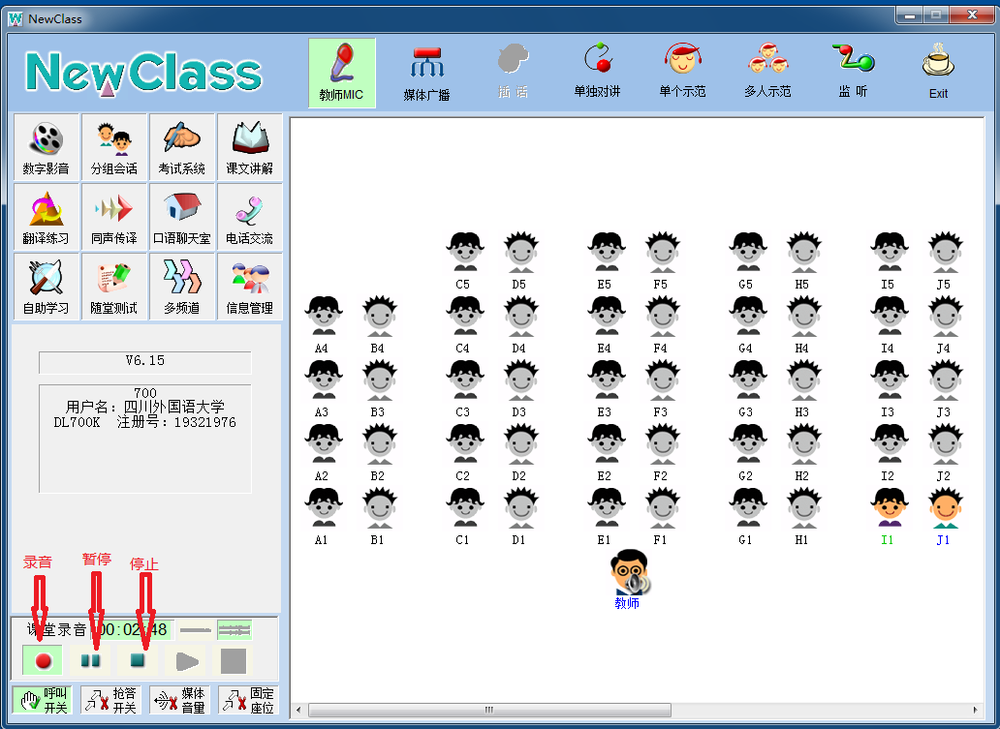 NewClass
NewClass
教师MIC
媒体广播
插 话
单独对讲
单个示范
多人示范
监 听
Exit
数字影音
分组会话
考试系统
课文讲解
翻译练习
同声传译
口语聊天室
电话交流
自助学习
随堂测试
多频道
信息管理
V6.15
700
用户名: 四川外国语大学
DL700K 注册号: 19321976
C5 D5 E5 F5 G5 H5 I5 J5
A4 B4 C4 D4 E4 F4 G4 H4 I4 J4
A3 B3 C3 D3 E3 F3 G3 H3 I3 J3
A2 B2 C2 D2 E2 F2 G2 H2 I2 J2
A1 B1 C1 D1 E1 F1 G1 H1 I1 J1
教师
录音
暂停
停止
课堂录音 00:02:48
呼叫
开关
抢答
开关
媒体
音量
固定
座位